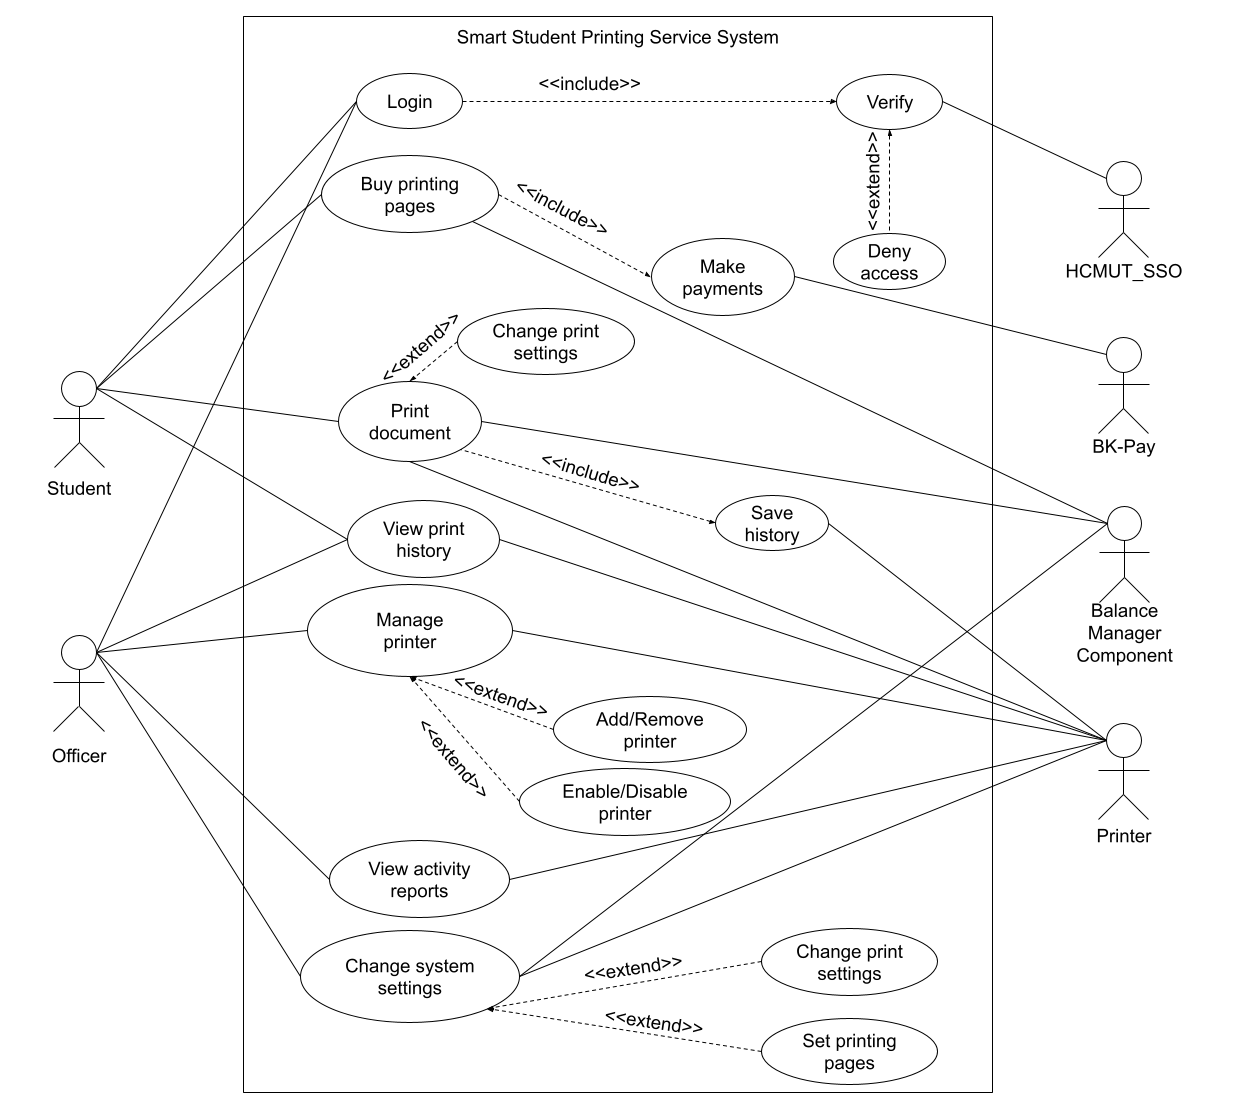 Smart Student Printing Service System
Login
<<include>>
Verify
Buy printing
pages
<<include>>
<<extend>>
Make
payments
Deny
access
HCMUT_SSO
<<extend>>
Change print
settings
Print
document
BK-Pay
Student
<<include>>
Save
history
View print
history
Balance
Manager
Component
Manage
printer
<<extend>>
Add/Remove
printer
<<extend>>
Enable/Disable
printer
Officer
Printer
View activity
reports
Change system
settings
<<extend>>
Change print
settings
<<extend>>
Set printing
pages